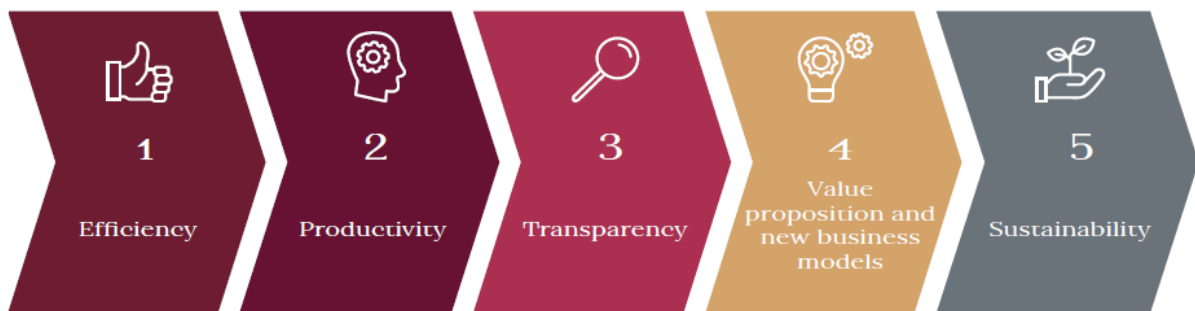 1
Efficiency
2
Productivity
3
Transparency
4
Value
proposition and
new business
models
5
Sustainability